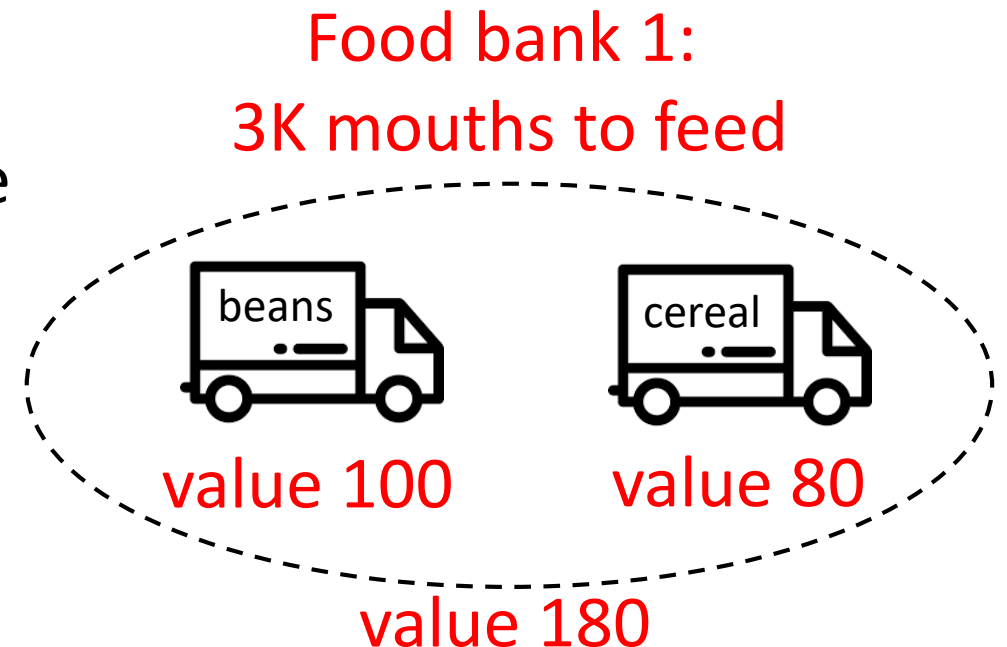 Food bank 1:
3K mouths to feed
e
beans
cereal
value 100
value 80
value 180